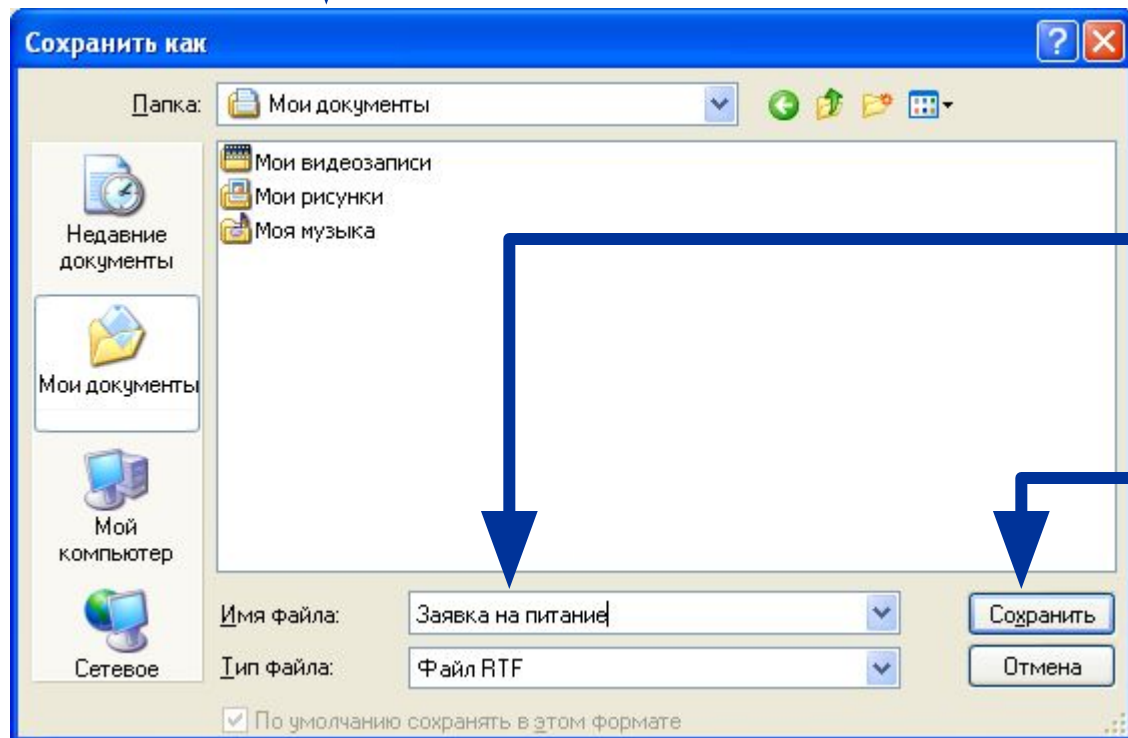 Сохранить как
Папка:
Мои документы
Мои видеозаписи
Мои рисунки
Моя музыка
Недавние
документы
Мои документы
Мой
компьютер
Сетевое
Имя файла:
Заявка на питание
Сохранить
Тип файла:
Файл RTF
Отмена
По умолчанию сохранять в этом формате